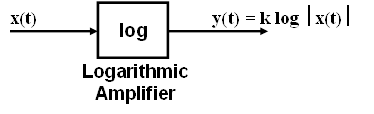 x(t)
log
y(t) = k log | x(t) |
Logarithmic
Amplifier